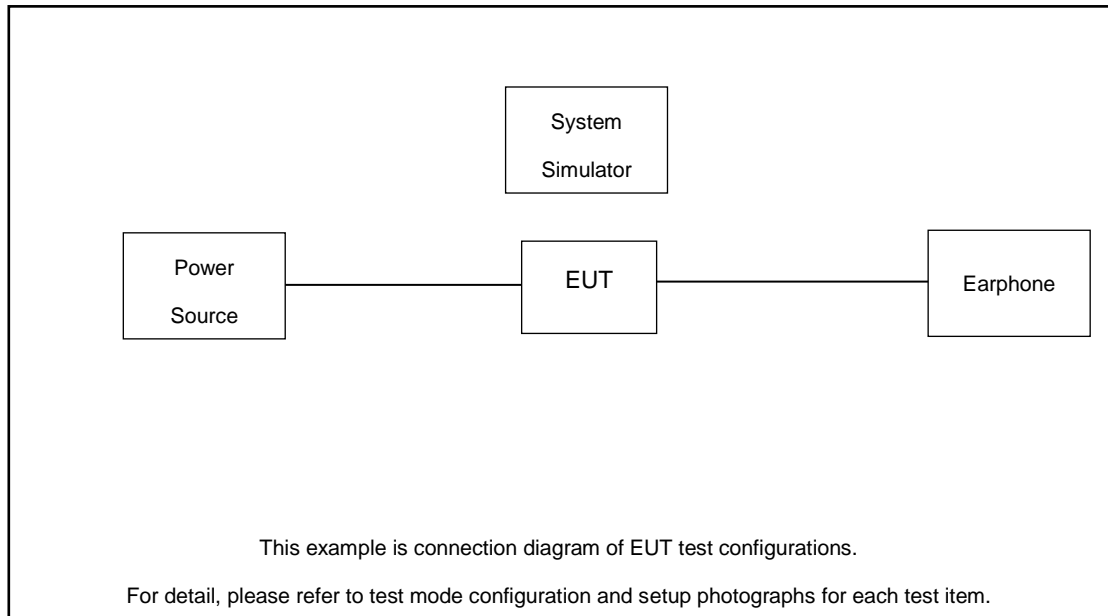 System
Simulator
Power
Source
EUT
Earphone
This example is connection diagram of EUT test configurations.
For detail, please refer to test mode configuration and setup photographs for each test item.